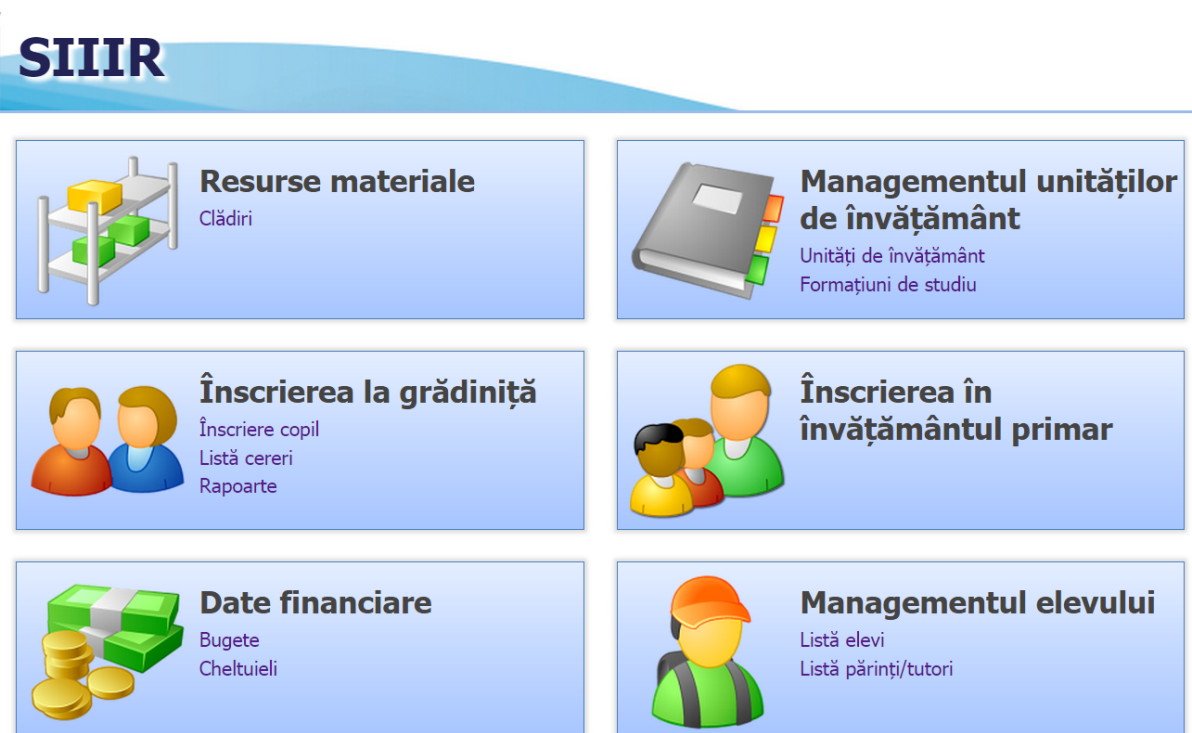 SIIIR
Resurse materiale
Clădiri
Managementul unităților
de învățământ
Unități de învățământ
Formațiuni de studiu
Înscrierea la grădiniță
Înscriere copil
Listă cereri
Rapoarte
Înscrierea în
învățământul primar
Date financiare
Bugete
Cheltuieli
Managementul elevului
Listă elevi
Listă părinți/tutori